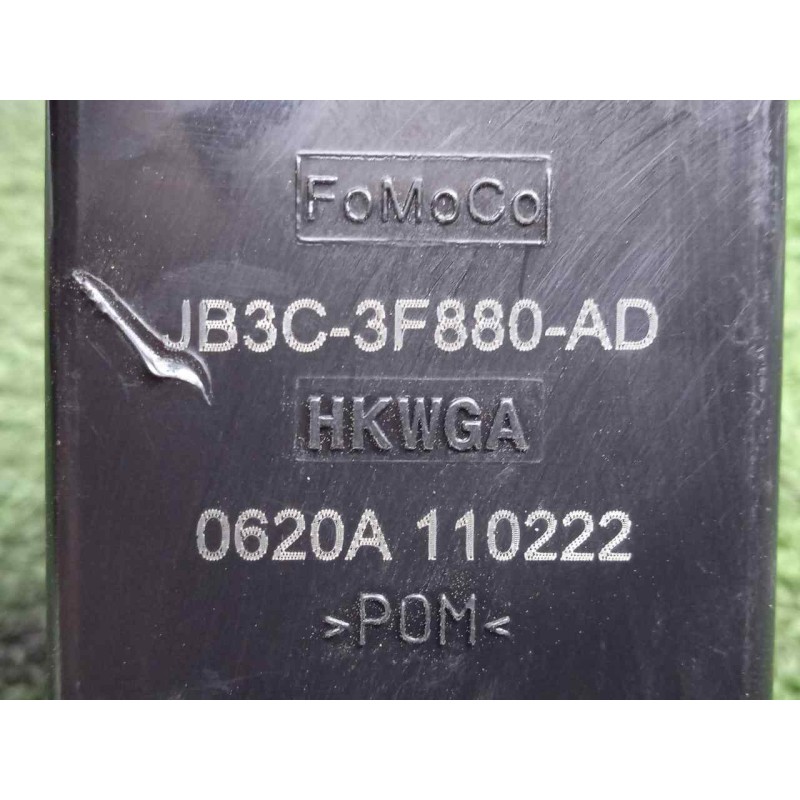 FoMoCo
JB3C-3F880-AD
HKWGA
0620A 110222
>POM<